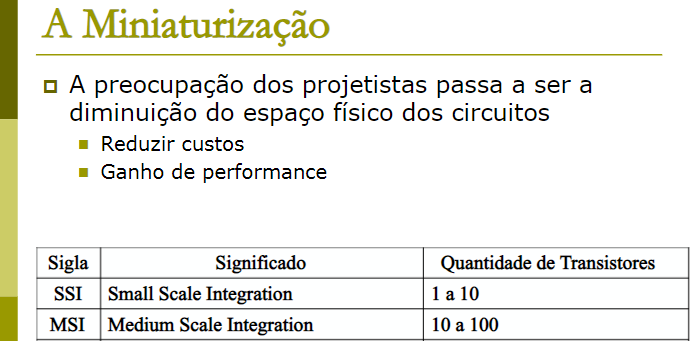 A Miniaturização
A preocupação dos projetistas passa a ser a
diminuição do espaço físico dos circuitos
Reduzir custos
Ganho de performance
Sigla Significado Quantidade de Transistores
SSI Small Scale Integration 1 a 10
MSI Medium Scale Integration 10 a 100